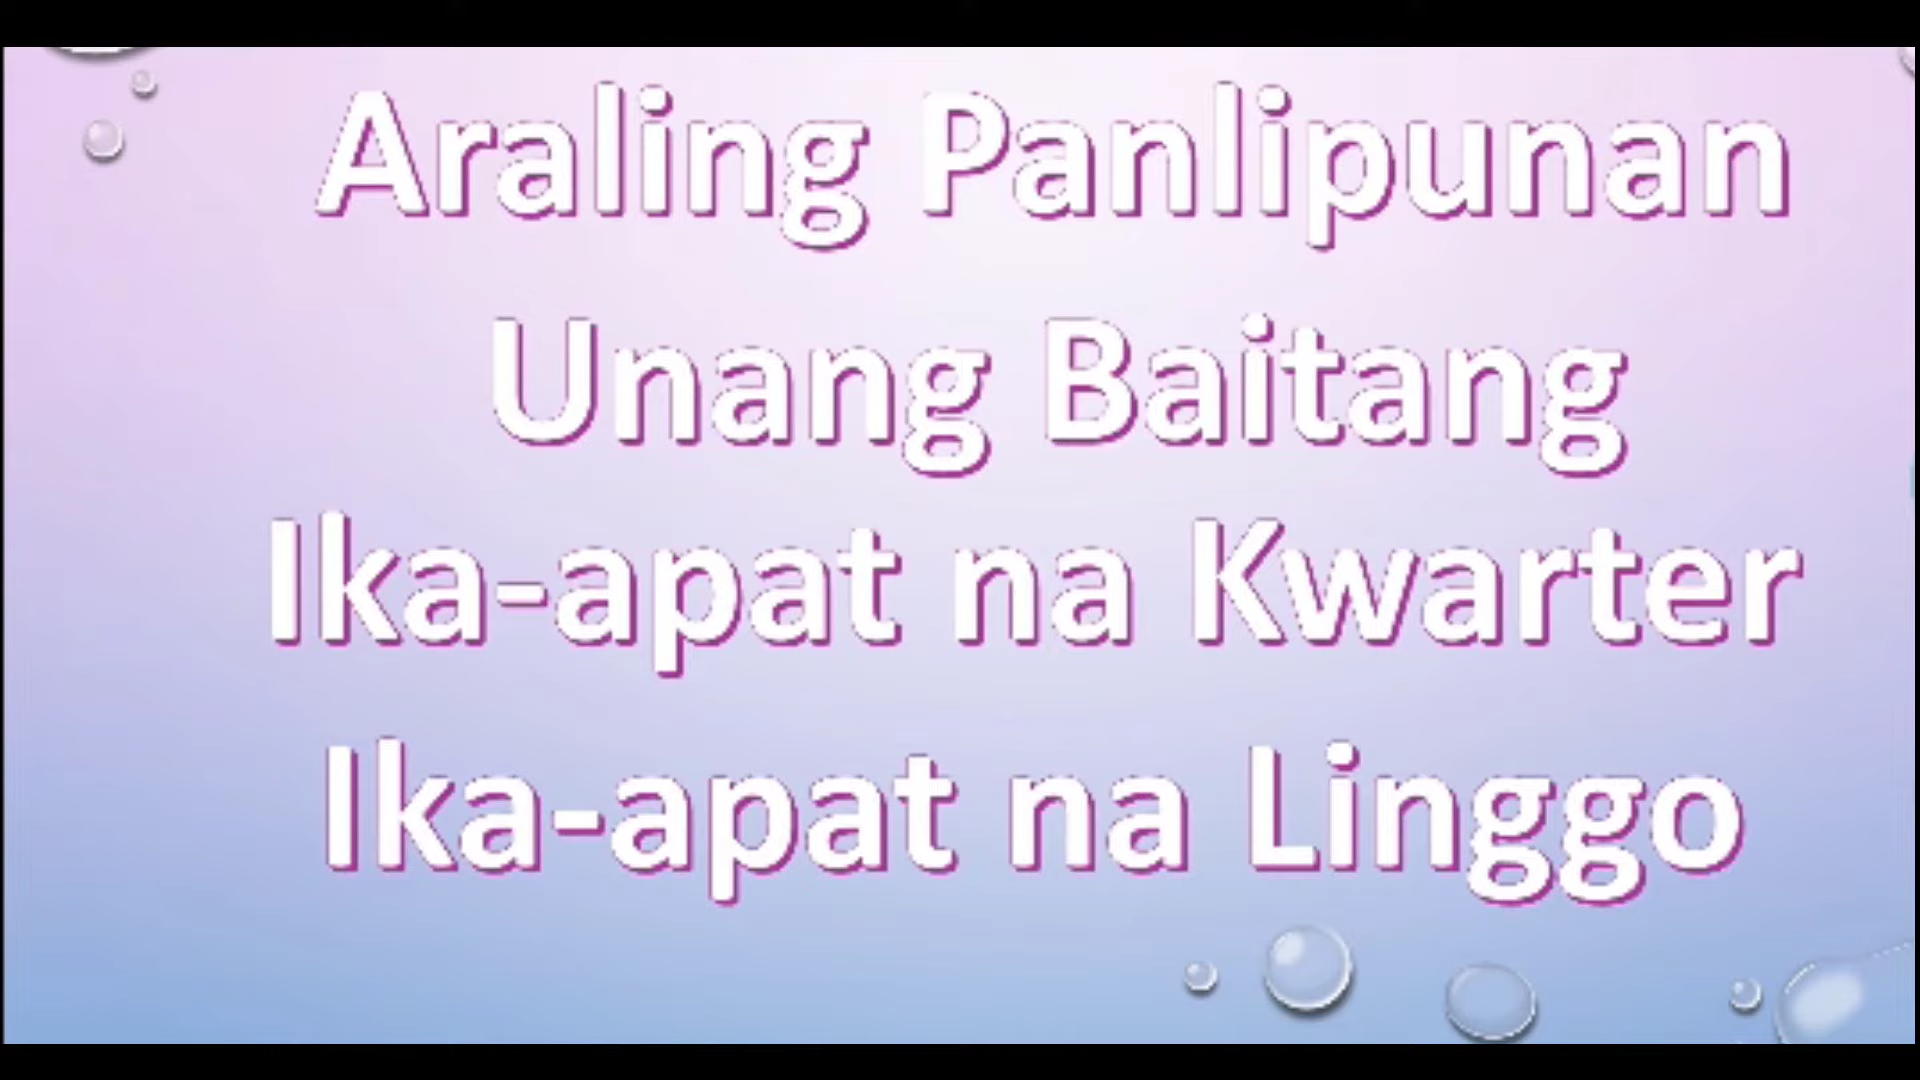 Araling Panlipunan
Unang Baitang
Ika-apat na Kwarter
Ika-apat na Linggo